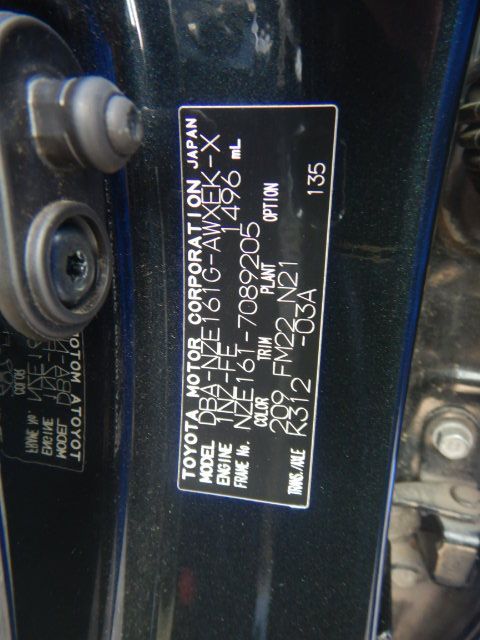 TOYOTA MOTOR CORPORATION JAPAN
MODEL DBA-NZE161G-AWXEK-X
ENGINE 1NZ-FE 1496 mL
FRAME No. NZE161-7089205
COLOR TRIM PLANT OPTION
209 FM22 N21
TRANS./AXLE K312 -03A 135